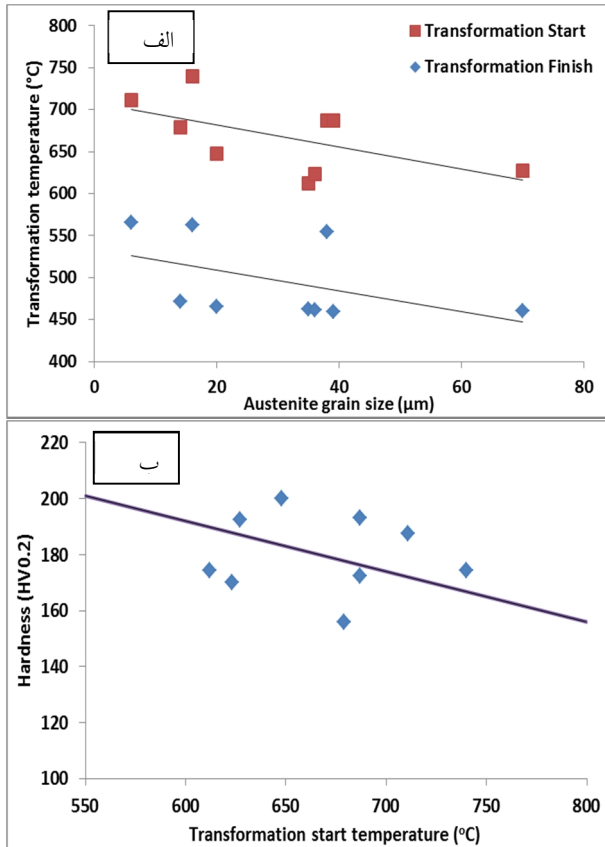 الف
Transformation Start
Transformation Finish
Transformation temperature (°C)
800
750
700
650
600
550
500
450
400
0 20 40 60 80
Austenite grain size (µm)
ب
Hardness (HV0.2)
220
200
180
160
140
120
100
550 600 650 700 750 800
Transformation start temperature (°C)